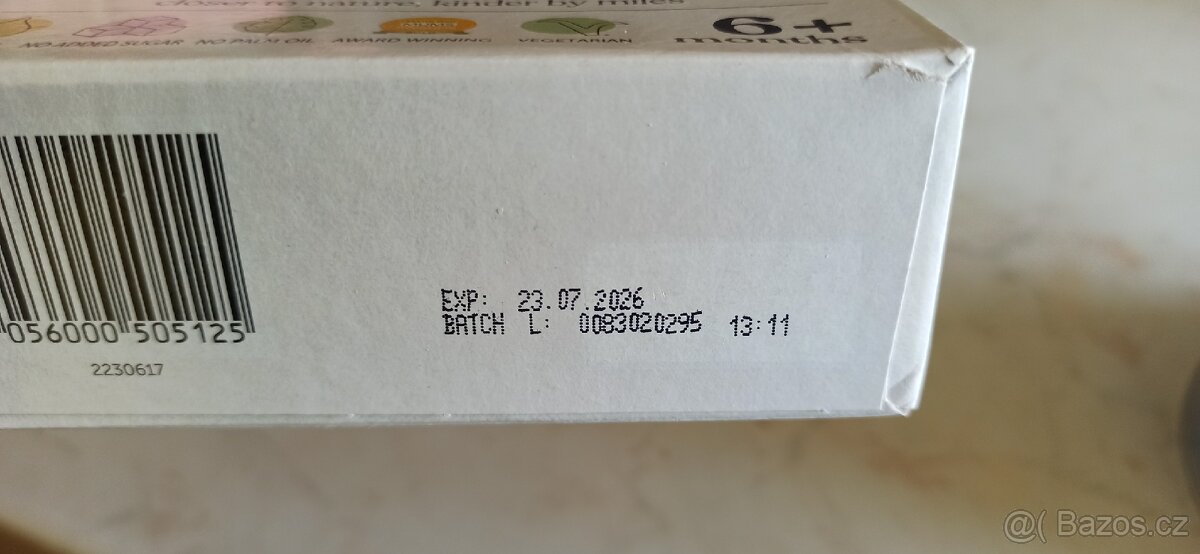 closer to nature, kinder by miles
NO ADDED SUGAR NO PALM OIL AWARD WINNING VEGETARIAN
MUMS
6+
months
056000 505125
2230617
EXP: 23.07.2026
BATCH L: 0083020295 13:11
@( Bazos.cz